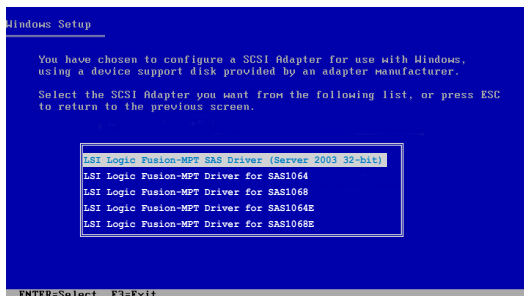 Windows Setup
You have chosen to configure a SCSI Adapter for use with Windows,
using a device support disk provided by an adapter manufacturer.
Select the SCSI Adapter you want from the following list, or press ESC
to return to the previous screen.
LSI Logic Fusion-MPT SAS Driver (Server 2003 32-bit)
LSI Logic Fusion-MPT Driver for SAS1064
LSI Logic Fusion-MPT Driver for SAS1068
LSI Logic Fusion-MPT Driver for SAS1064E
LSI Logic Fusion-MPT Driver for SAS1068E
ENTER=Select F3=Exit